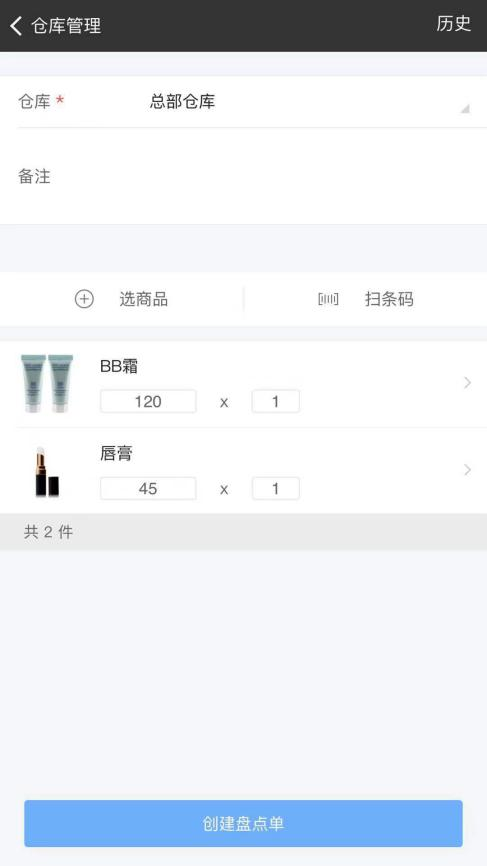 仓库管理 历史
仓库 * 总部仓库
备注
选商品 扫条码
BB霜
120 x 1
唇膏
45 x 1
共 2 件
创建盘点单